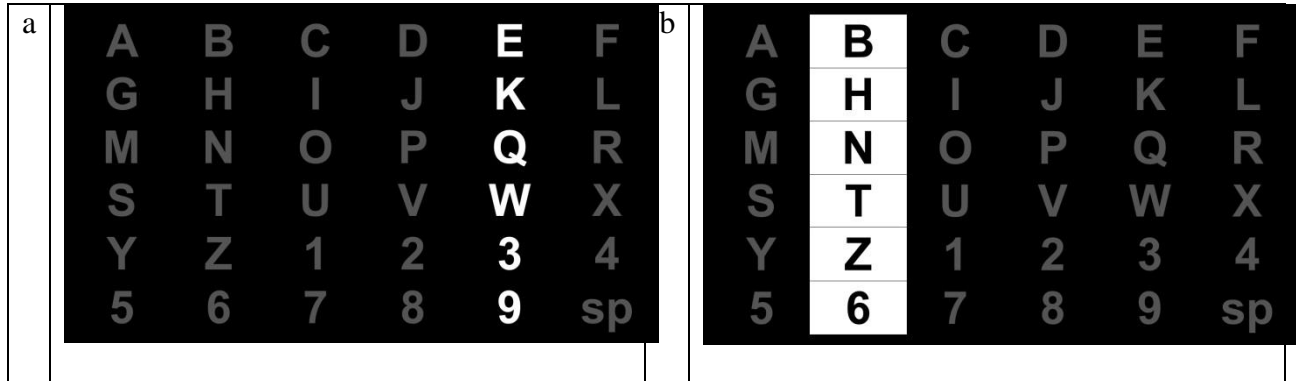 a
A B C D E F
G H I J K L
M N O P Q R
S T U V W X
Y Z 1 2 3 4
5 6 7 8 9 sp
b
A B C D E F
G H I J K L
M N O P Q R
S T U V W X
Y Z 1 2 3 4
5 6 7 8 9 sp